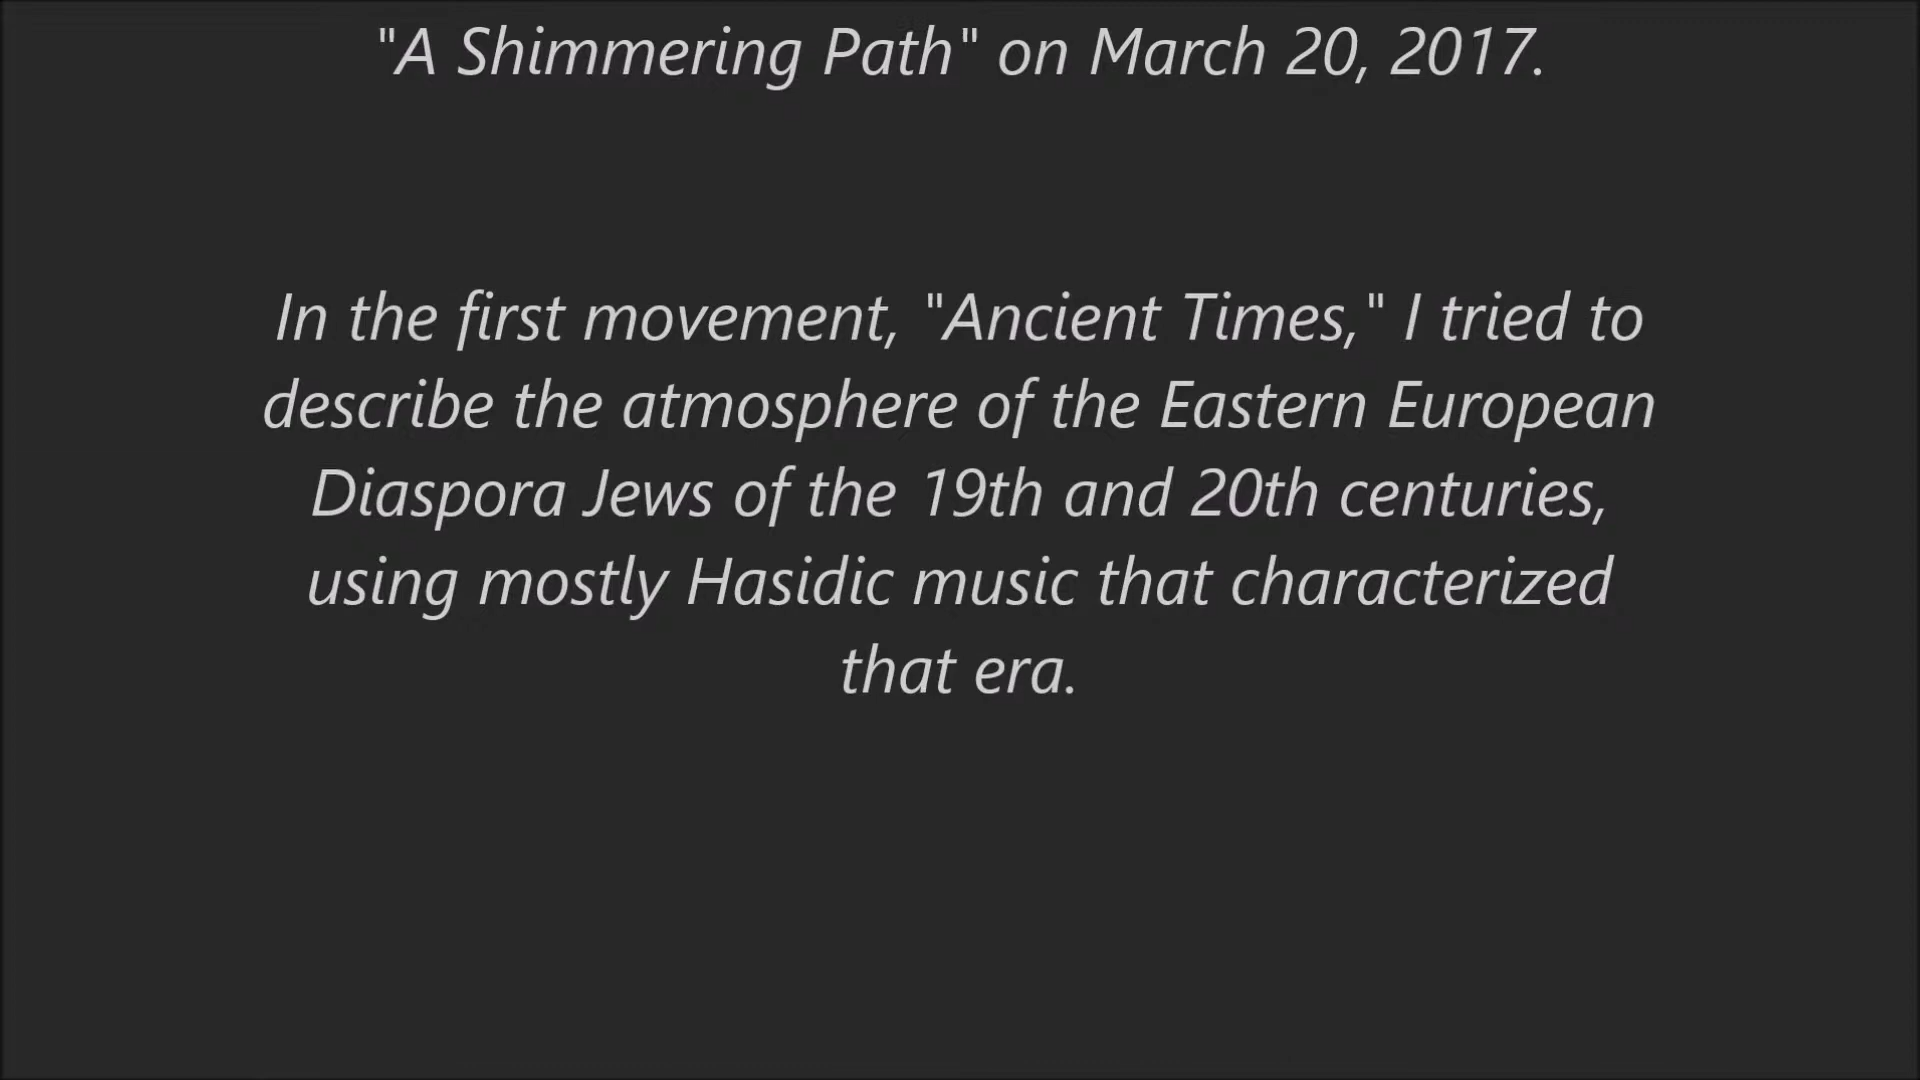 "A Shimmering Path" on March 20, 2017.
In the first movement, "Ancient Times," I tried to
describe the atmosphere of the Eastern European
Diaspora Jews of the 19th and 20th centuries,
using mostly Hasidic music that characterized
that era.